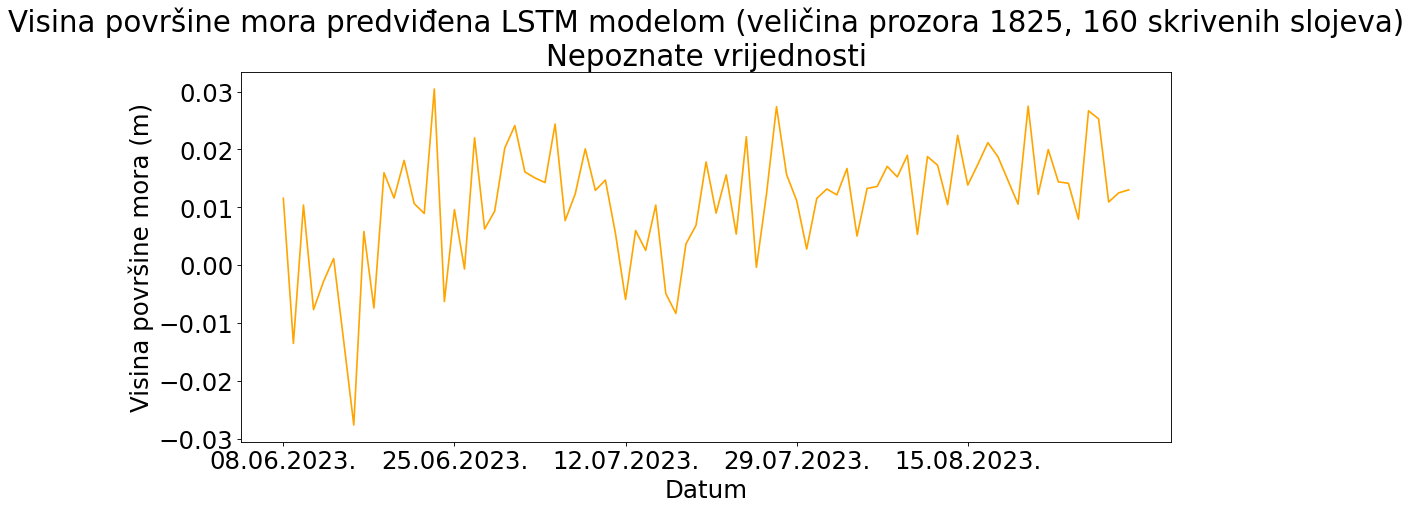 Visina površine mora predviđena LSTM modelom (veličina prozora 1825, 160 skrivenih slojeva)
Nepoznate vrijednosti
Visina površine mora (m)
0.03
0.02
0.01
0.00
−0.01
−0.02
−0.03
08.06.2023. 25.06.2023. 12.07.2023. 29.07.2023. 15.08.2023.
Datum